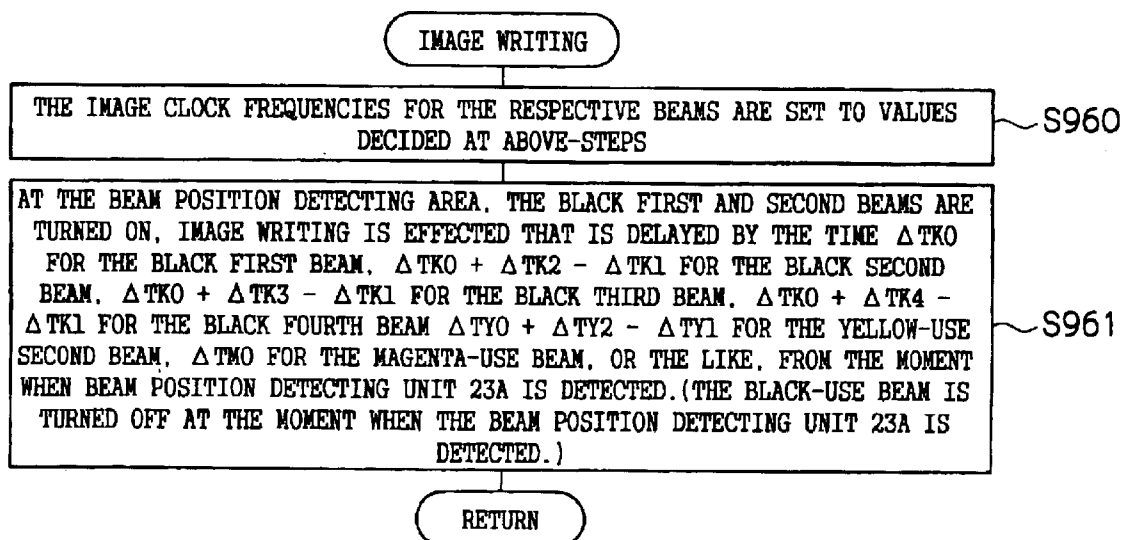 IMAGE WRITING
THE IMAGE CLOCK FREQUENCIES FOR THE RESPECTIVE BEAMS ARE SET TO VALUES
DECIDED AT ABOVE-STEPS
S960
AT THE BEAM POSITION DETECTING AREA, THE BLACK FIRST AND SECOND BEAMS ARE
TURNED ON, IMAGE WRITING IS EFFECTED THAT IS DELAYED BY THE TIME ΔTK0
FOR THE BLACK FIRST BEAM, ΔTK0 + ΔTK2 - ΔTK1 FOR THE BLACK SECOND
BEAM, ΔTK0 + ΔTK3 - ΔTK1 FOR THE BLACK THIRD BEAM, ΔTK0 + ΔTK4 -
ΔTK1 FOR THE BLACK FOURTH BEAM ΔTY0 + ΔTY2 - ΔTY1 FOR THE YELLOW-USE
SECOND BEAM, ΔTM0 FOR THE MAGENTA-USE BEAM, OR THE LIKE, FROM THE MOMENT
WHEN BEAM POSITION DETECTING UNIT 23A IS DETECTED.(THE BLACK-USE BEAM IS
TURNED OFF AT THE MOMENT WHEN THE BEAM POSITION DETECTING UNIT 23A IS
DETECTED.)
S961
RETURN